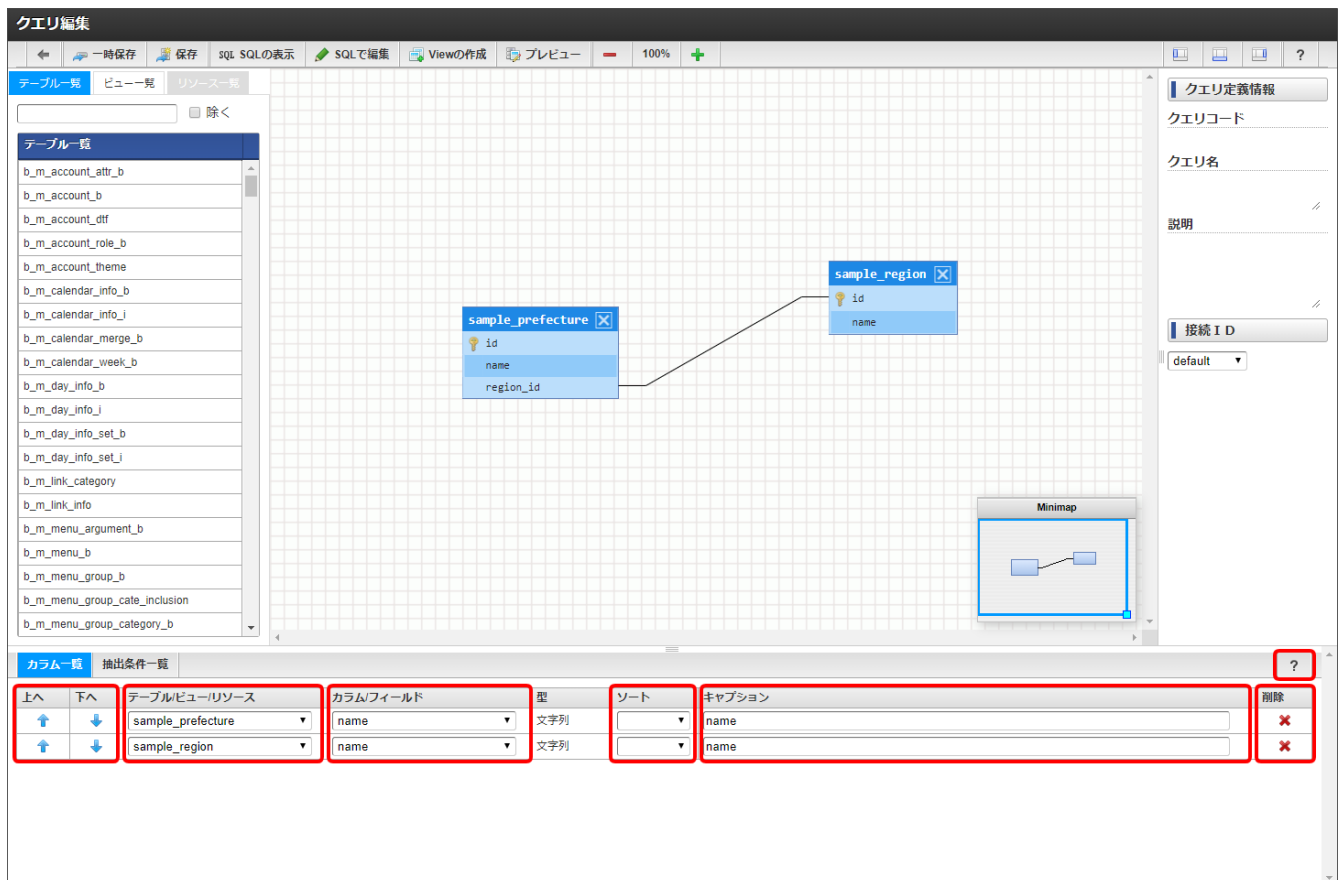 クエリ編集
一時保存 保存 SQL SQLの表示 SQLで編集 Viewの作成 プレビュー 100% ?
テーブル一覧 ビュー一覧 リソース一覧
除く
テーブル一覧
b_m_account_attr_b
b_m_account_b
b_m_account_dtf
b_m_account_role_b
b_m_account_theme
b_m_calendar_info_b
b_m_calendar_info_i
b_m_calendar_merge_b
b_m_calendar_week_b
b_m_day_info_b
b_m_day_info_i
b_m_day_info_set_b
b_m_day_info_set_i
b_m_link_category
b_m_link_info
b_m_menu_argument_b
b_m_menu_b
b_m_menu_group_b
b_m_menu_group_cate_inclusion
b_m_menu_group_category_b
sample_prefecture
id
name
region_id
sample_region
id
name
Minimap
クエリ定義情報
クエリコード
クエリ名
説明
接続ID
default
カラム一覧 抽出条件一覧 ?
上へ 下へ テーブル/ビュー/リソース カラム/フィールド 型 ソート キャプション 削除
sample_prefecture name 文字列 name
sample_region name 文字列 name